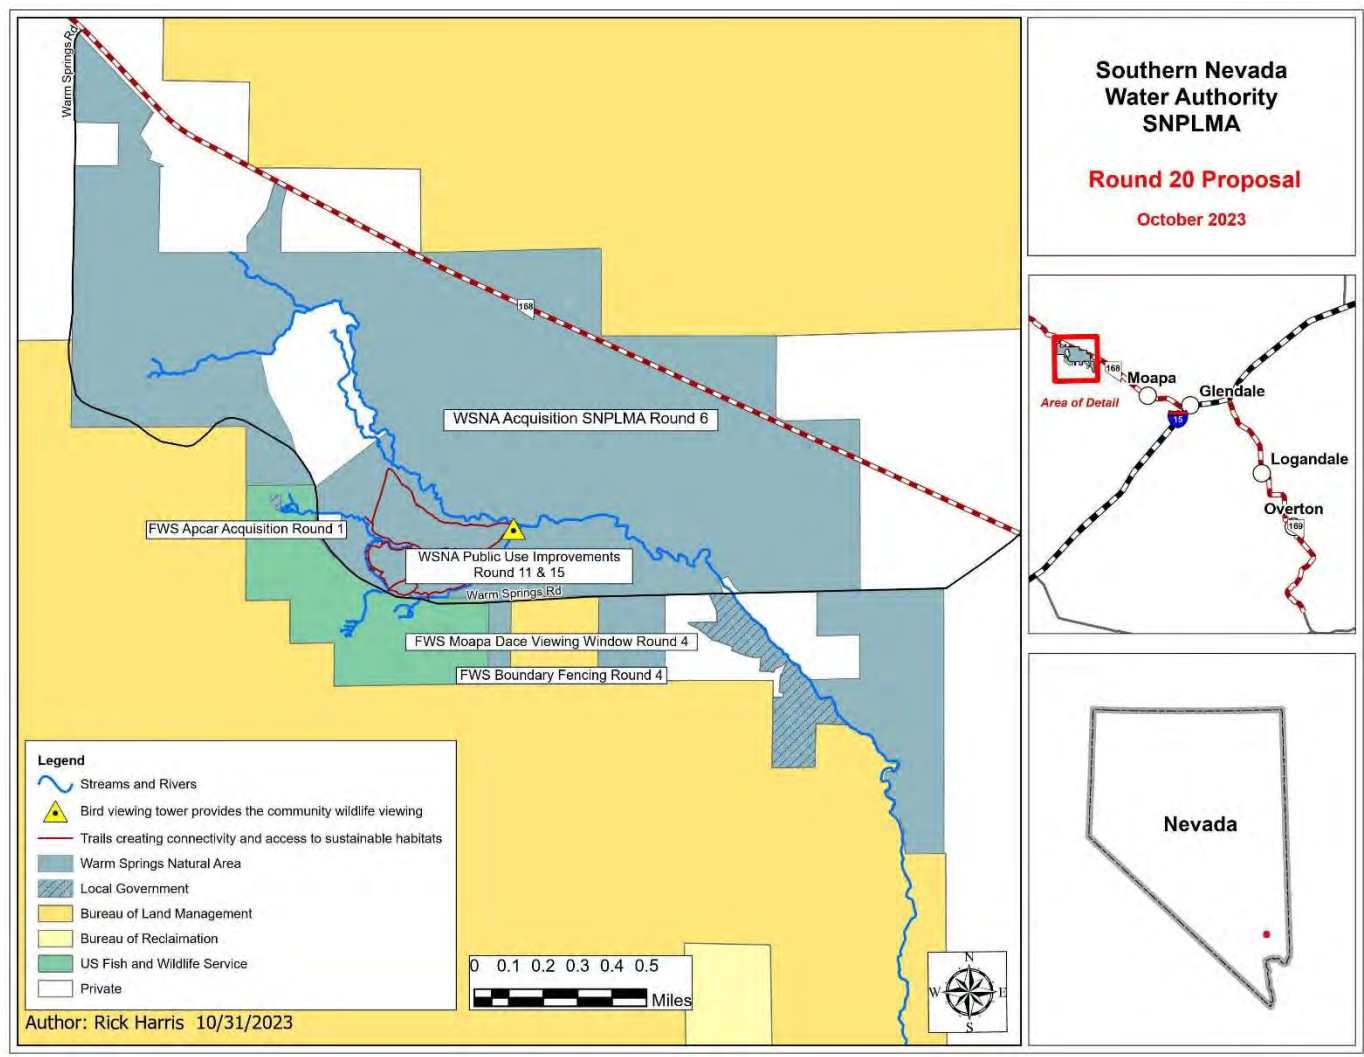 Southern Nevada
Water Authority
SNPLMA
Round 20 Proposal
October 2023
Warm Springs Rd
168
WSNA Acquisition SNPLMA Round 6
FWS Apcar Acquisition Round 1
WSNA Public Use Improvements
Round 11 & 15
Warm Springs Rd
FWS Moapa Dace Viewing Window Round 4
FWS Boundary Fencing Round 4
Legend
Streams and Rivers
Bird viewing tower provides the community wildlife viewing
Trails creating connectivity and access to sustainable habitats
Warm Springs Natural Area
Local Government
Bureau of Land Management
Bureau of Reclaimation
US Fish and Wildlife Service
Private
Author: Rick Harris 10/31/2023
0 0.1 0.2 0.3 0.4 0.5
Miles
N
W E
S
168
Moapa
Glendale
Area of Detail
15
Logandale
Overton
169
Nevada